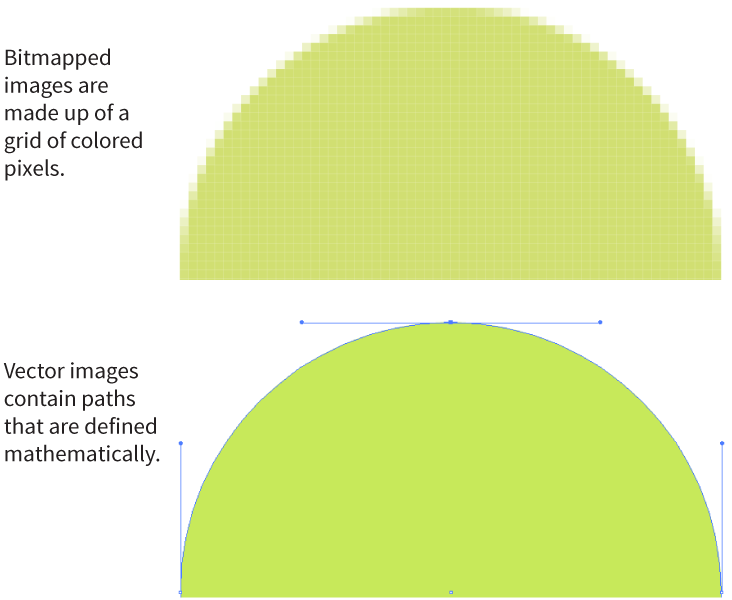 Bitmapped
images are
made up of a
grid of colored
pixels.
Vector images
contain paths
that are defined
mathematically.